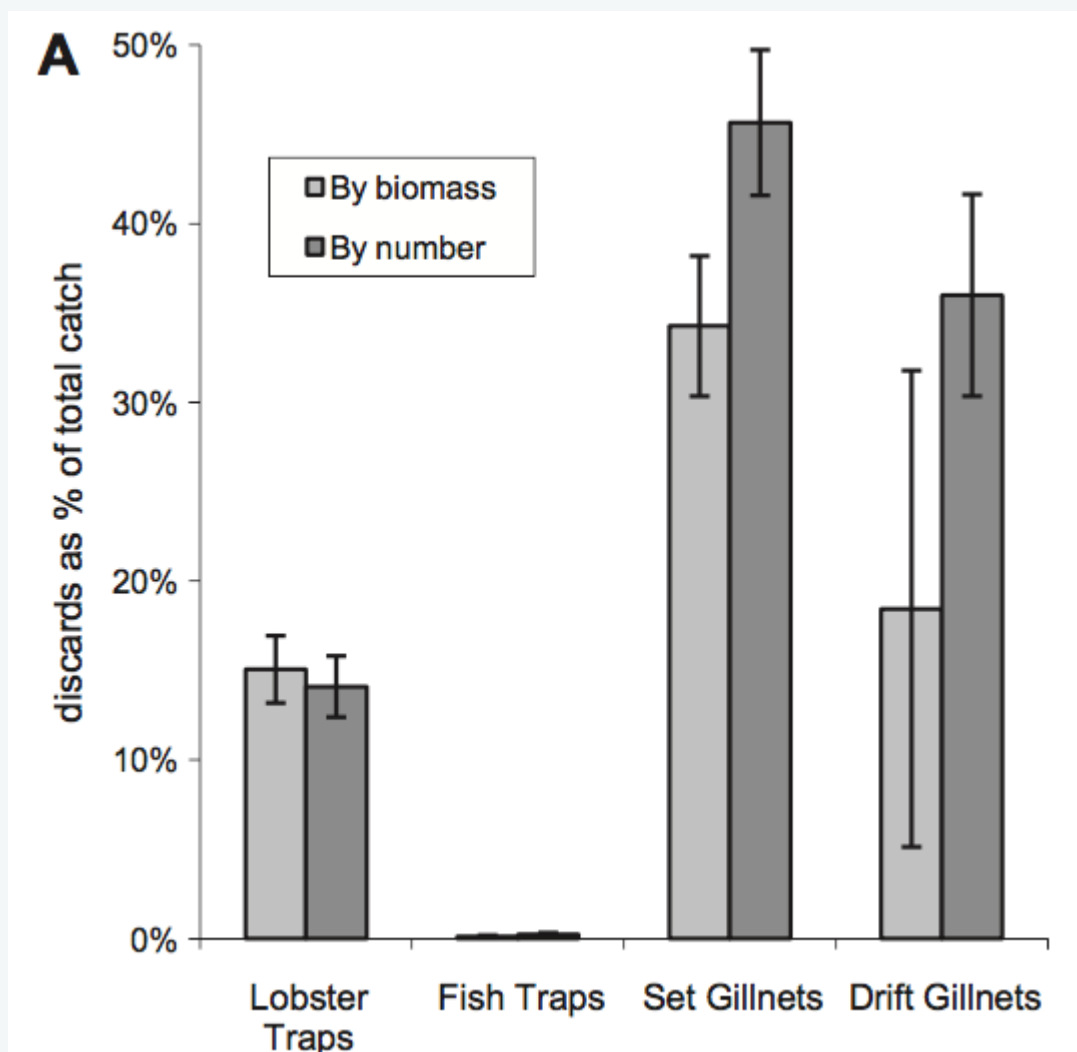 A
50%
By biomass
By number
40%
30%
20%
10%
0%
discards as % of total catch
Lobster
Traps
Fish Traps
Set Gillnets
Drift Gillnets